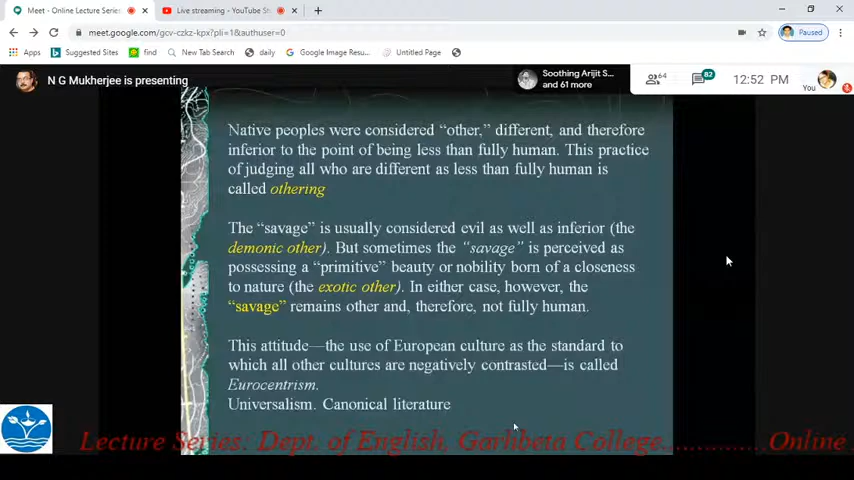 Meet - Online Lecture Series
Live streaming - YouTube St
meet.google.com/gcv-czkz-kpx?pli=1&authuser=0
Paused
Apps
Suggested Sites
find
New Tab Search
daily
Google Image Resu...
Untitled Page
N G Mukherjee is presenting
Soothing Arijit S...
and 61 more
64
82
12:52 PM
You
Native peoples were considered “other,” different, and therefore
inferior to the point of being less than fully human. This practice
of judging all who are different as less than fully human is
called othering
The “savage” is usually considered evil as well as inferior (the
demonic other). But sometimes the “savage” is perceived as
possessing a “primitive” beauty or nobility born of a closeness
to nature (the exotic other). In either case, however, the
“savage” remains other and, therefore, not fully human.
This attitude—the use of European culture as the standard to
which all other cultures are negatively contrasted—is called
Eurocentrism.
Universalism. Canonical literature
Lecture Series: Dept. of English, Garhbeta College.............. Online